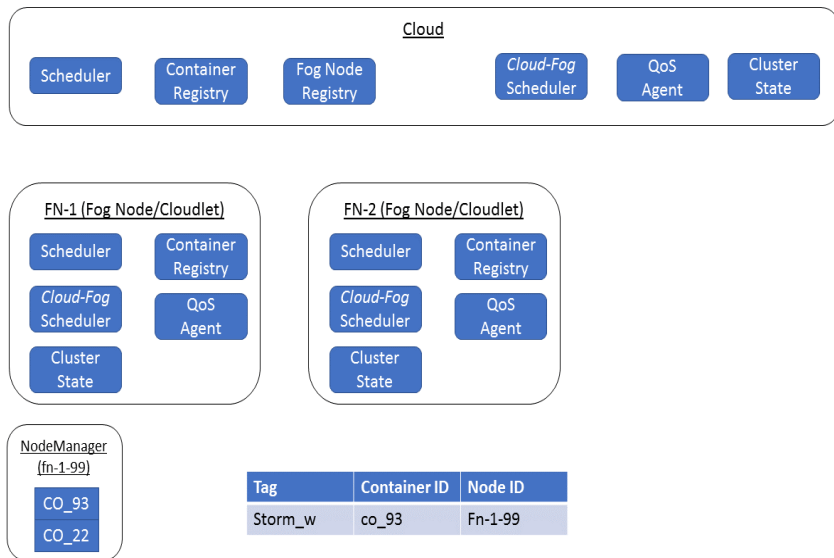 Cloud
Scheduler
Container
Registry
Fog Node
Registry
Cloud-Fog
Scheduler
QoS
Agent
Cluster
State
FN-1 (Fog Node/Cloudlet)
Scheduler
Container
Registry
Cloud-Fog
Scheduler
QoS
Agent
Cluster
State
FN-2 (Fog Node/Cloudlet)
Scheduler
Container
Registry
Cloud-Fog
Scheduler
QoS
Agent
Cluster
State
NodeManager
(fn-1-99)
CO_93
CO_22
Tag Container ID Node ID
Storm_w co_93 Fn-1-99